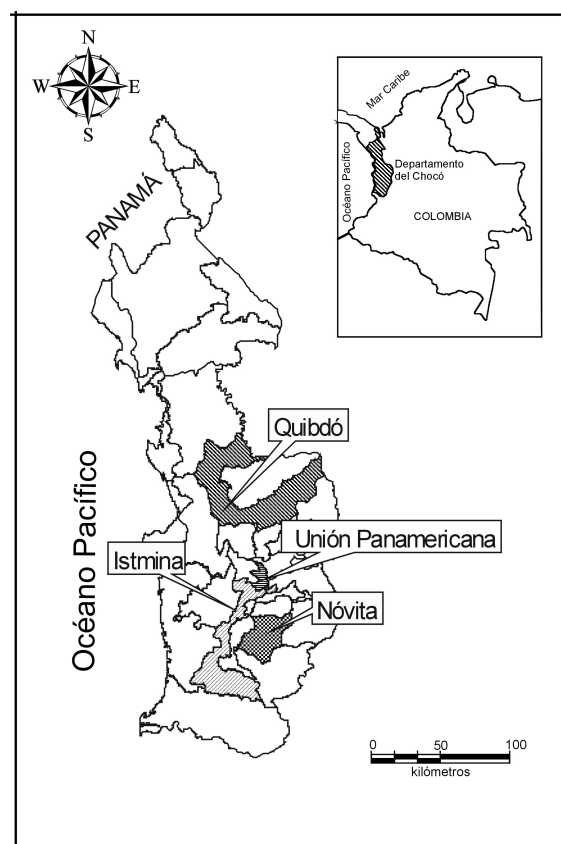 N
W
E
S
Mar Caribe
Océano Pacífico
Departamento
del Chocó
COLOMBIA
PANAMÁ
Quibdó
Océano Pacífico
Unión Panamericana
Istmina
Nóvita
0 50 100
kilómetros